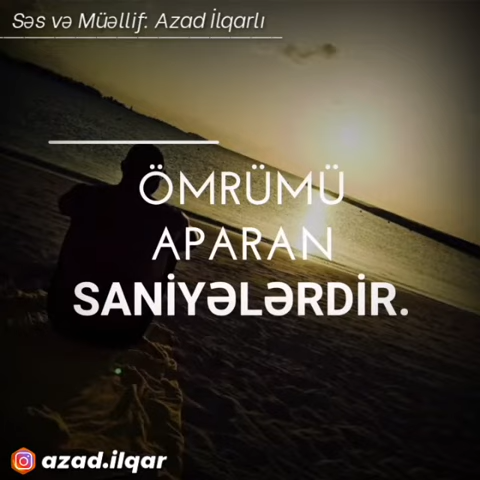 Səs və Müəllif: Azad İlqarlı
ÖMRÜMÜ
APARAN
SANİYƏLƏRDİR.
azad.ilqar